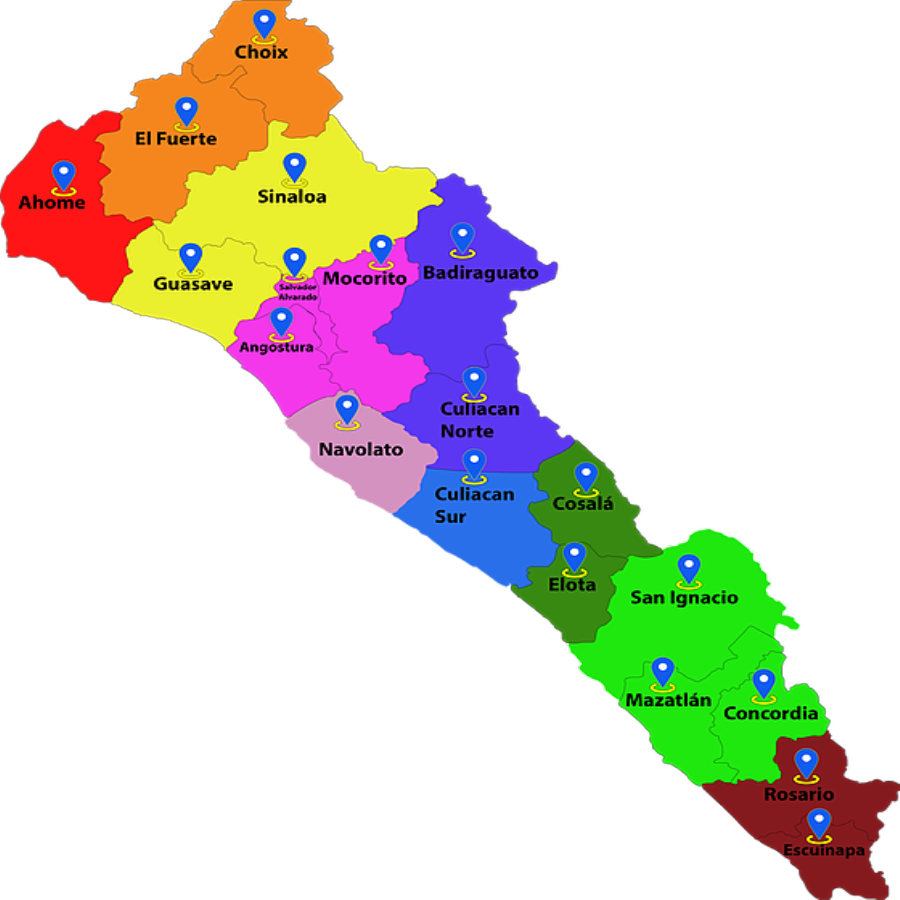 Choix
El Fuerte
Ahome
Sinaloa
Guasave
Salvador
Alvarado
Mocorito
Badiraguato
Angostura
Culiacan
Norte
Navolato
Culiacan
Sur
Cosalá
Elota
San Ignacio
Mazatlán
Concordia
Rosario
Escuinapa